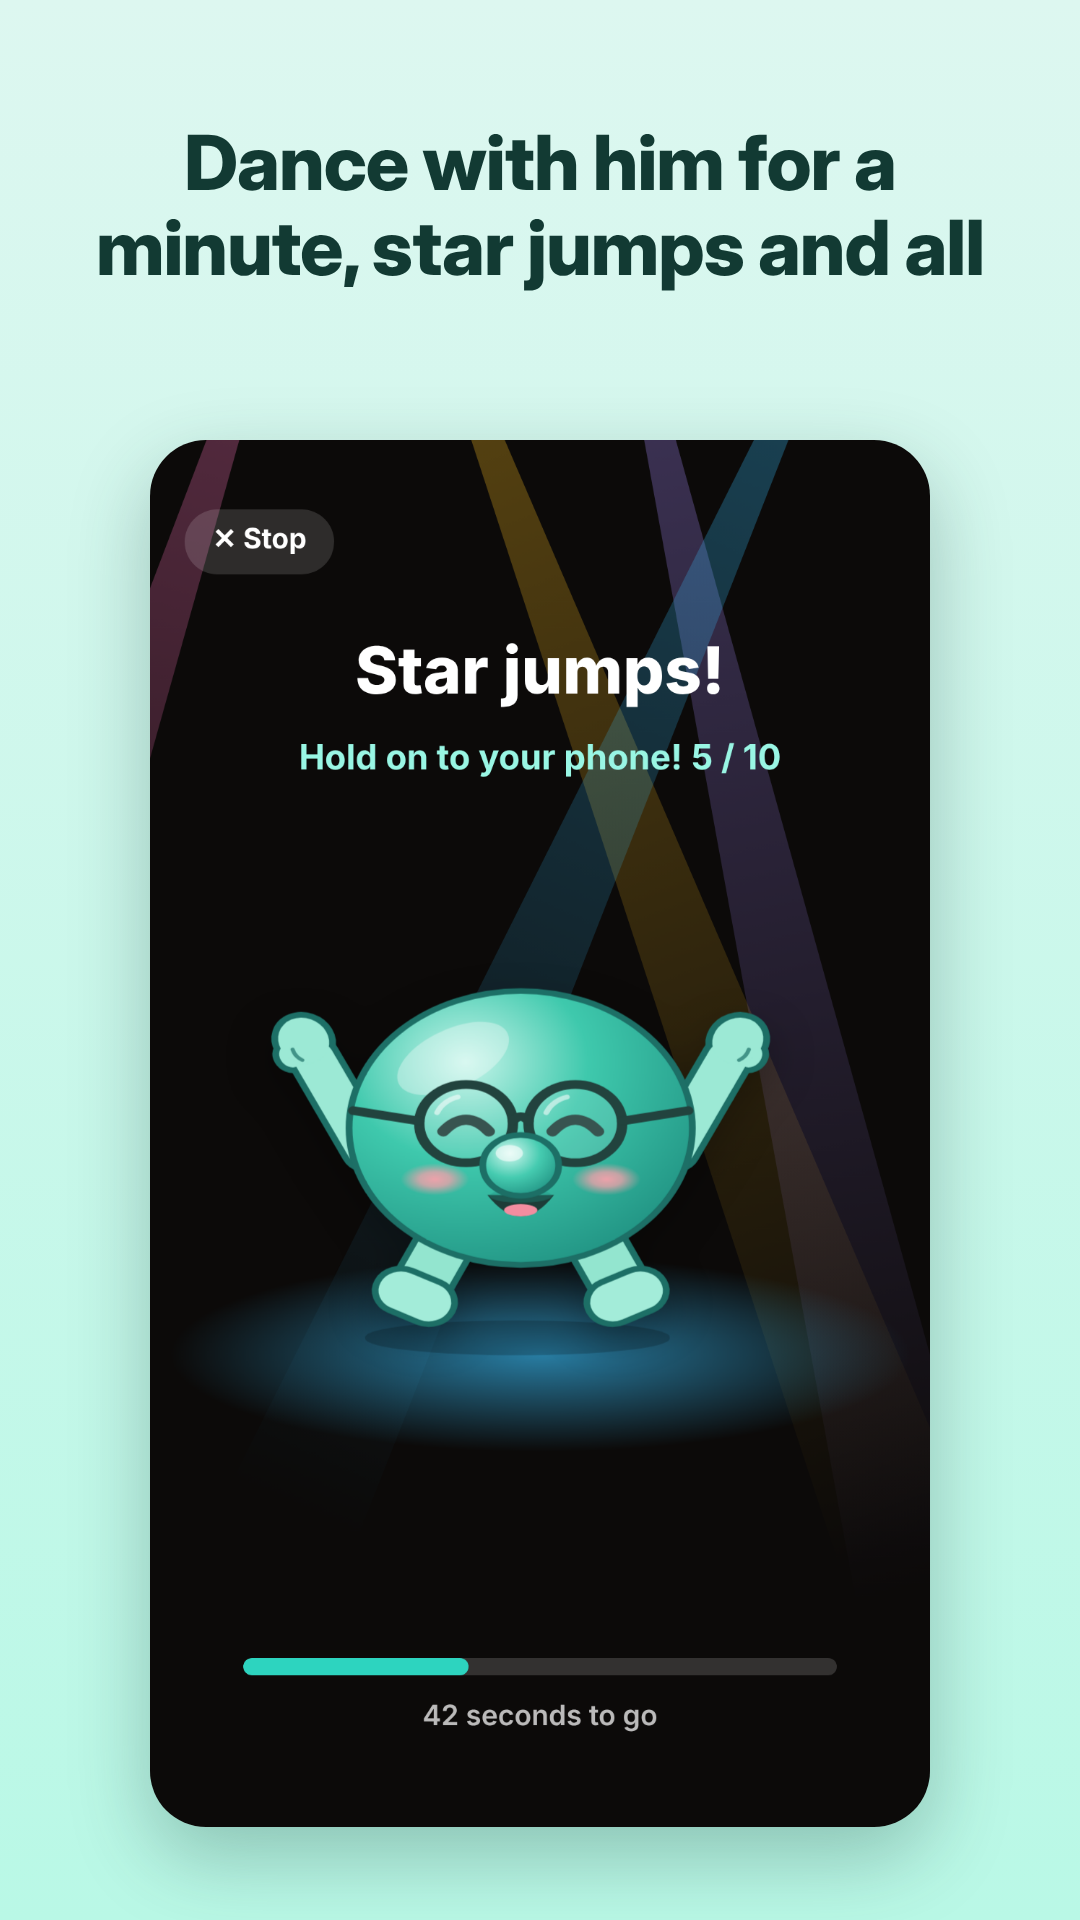 Dance with him for a
minute, star jumps and all
✕ Stop
Star jumps!
Hold on to your phone! 5 / 10
42 seconds to go